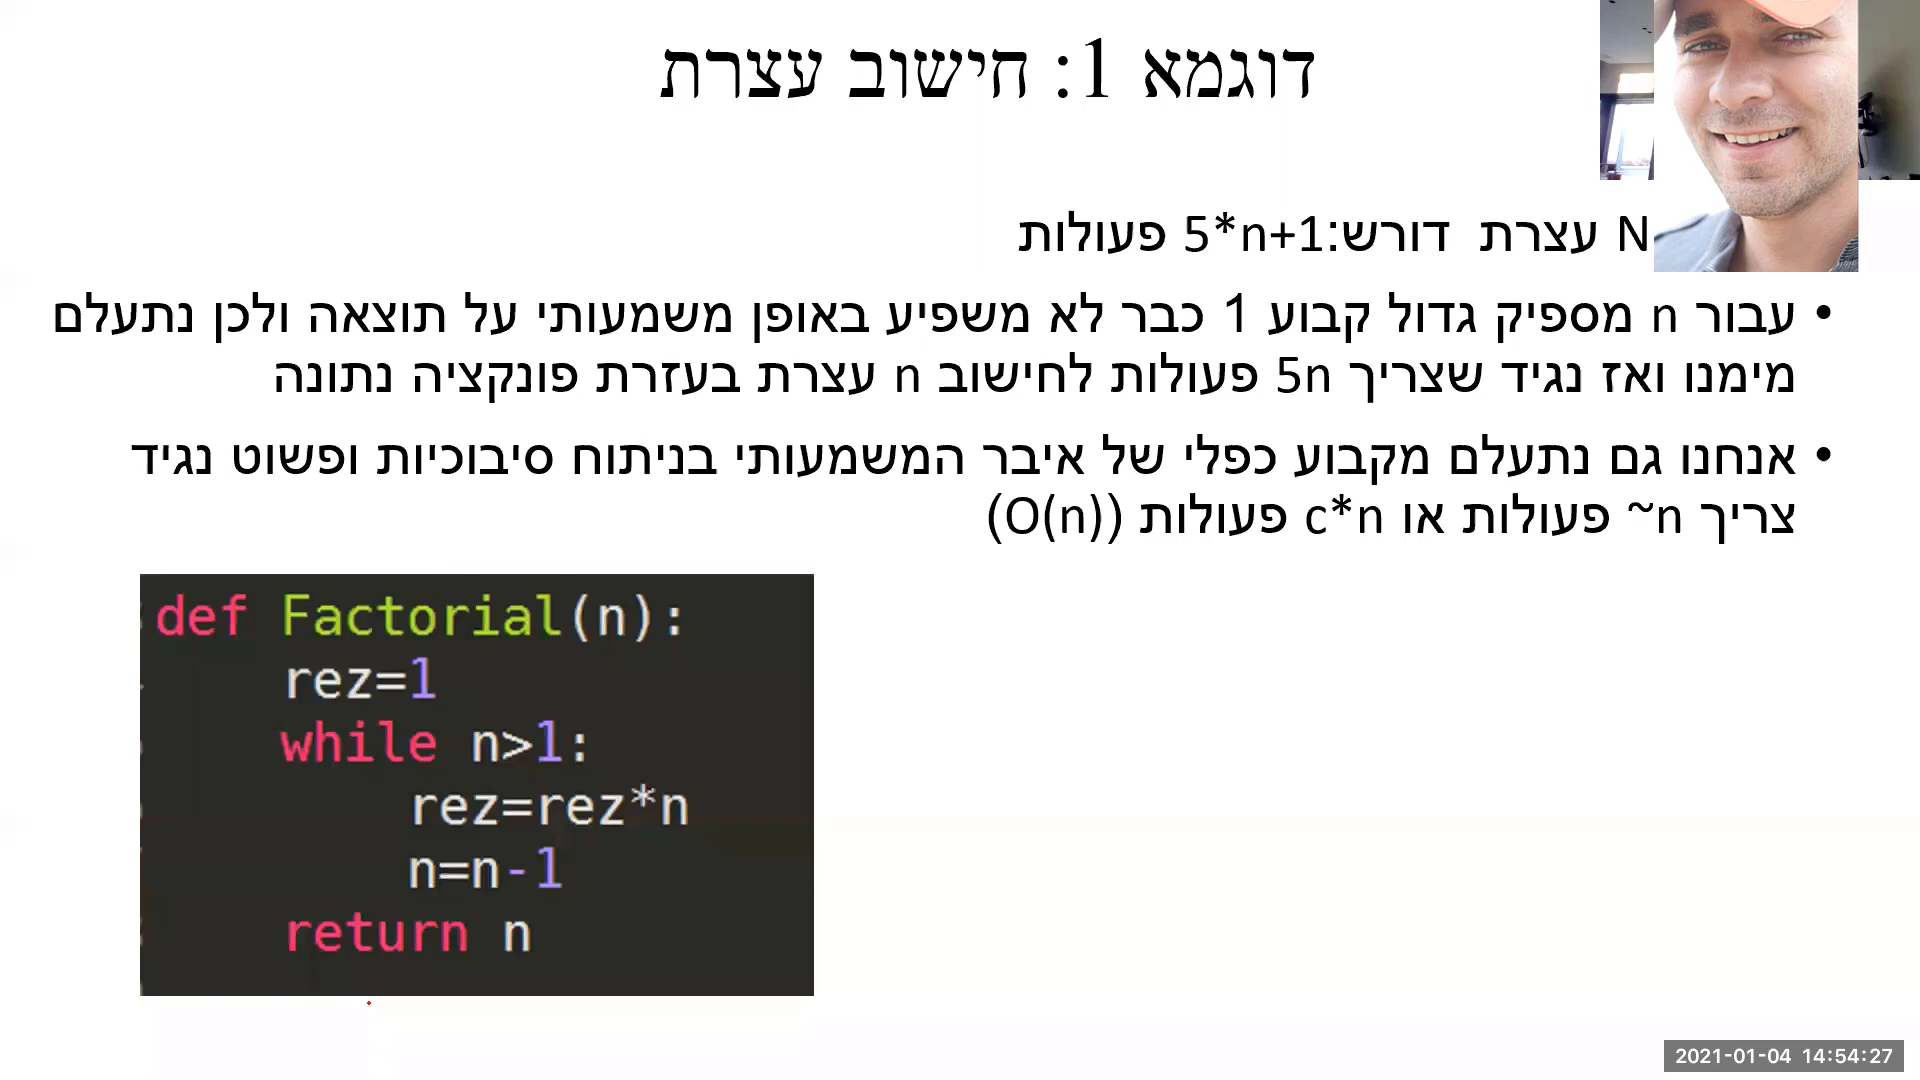 דוגמא 1: חישוב עצרת
N עצרת דורש:5*n+1 פעולות
• עבור n מספיק גדול קבוע 1 כבר לא משפיע באופן משמעותי על תוצאה ולכן נתעלם
מימנו ואז נגיד שצריך 5n פעולות לחישוב n עצרת בעזרת פונקציה נתונה
• אנחנו גם נתעלם מקבוע כפלי של איבר המשמעותי בניתוח סיבוכיות ופשוט נגיד
צריך ~n פעולות או c*n פעולות (O(n))
def Factorial(n):
    rez=1
    while n>1:
        rez=rez*n
        n=n-1
    return n
2021-01-04 14:54:27